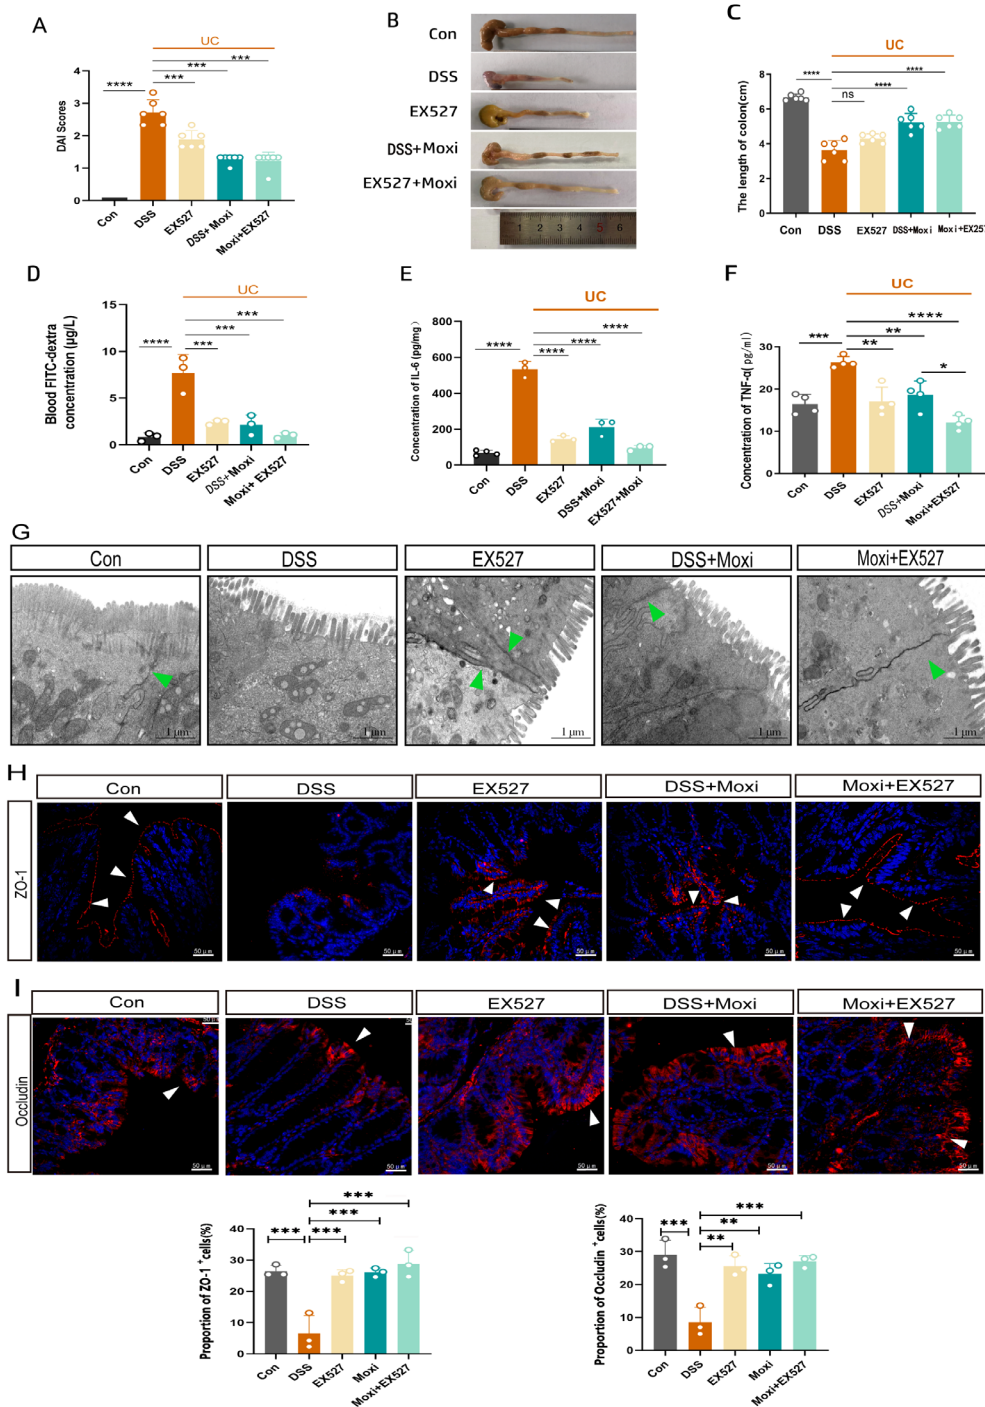 A
UC
***
***
***
****
DAI Scores
4
3
2
1
0
Con
DSS
EX527
DSS+Moxi
Moxi+EX527
B
Con
DSS
EX527
DSS+Moxi
EX527+Moxi
1 2 3 4 5 6
C
UC
****
****
****
ns
The length of colon(cm)
8
6
4
2
0
Con
DSS
EX527
DSS+Moxi
Moxi+EX257
D
UC
***
***
***
****
Blood FITC-dextra
concentration (μg/L)
15
10
5
0
Con
DSS
EX527
DSS+Moxi
Moxi+ EX527
E
UC
****
****
****
****
Concentration of IL-6 (pg/mg)
800
600
400
200
0
Con
DSS
EX527
DSS+Moxi
EX527+Moxi
F
UC
****
**
**
***
*
Concentration of TNF-α( pg/ml)
30
20
10
0
Con
DSS
EX527
DSS+Moxi
Moxi+EX527
G
Con
DSS
EX527
DSS+Moxi
Moxi+EX527
1 μm
1 μm
1 μm
1 μm
1 μm
H
Con
DSS
EX527
DSS+Moxi
Moxi+EX527
ZO-1
50 μm
50 μm
50 μm
50 μm
50 μm
I
Con
DSS
EX527
DSS+Moxi
Moxi+EX527
Occludin
50 μm
50 μm
50 μm
50 μm
50 μm
50 μm
***
***
***
***
Proportion of ZO-1 +cells(%)
40
30
20
10
0
Con
DSS
EX527
Moxi
Moxi+EX527
***
**
**
***
Proportion of Occludin +cells(%)
40
30
20
10
0
Con
DSS
EX527
Moxi
Moxi+EX527